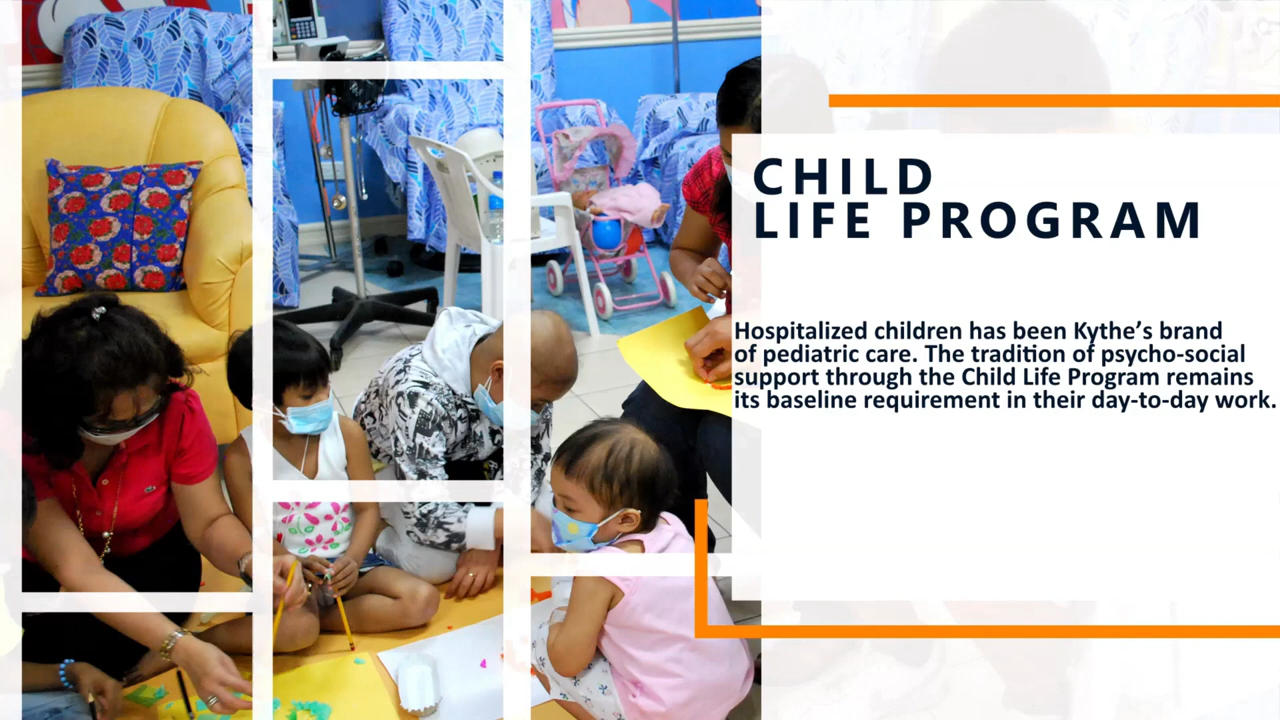 CHILD
LIFE PROGRAM
Hospitalized children has been Kythe’s brand
of pediatric care. The tradition of psycho-social
support through the Child Life Program remains
its baseline requirement in their day-to-day work.